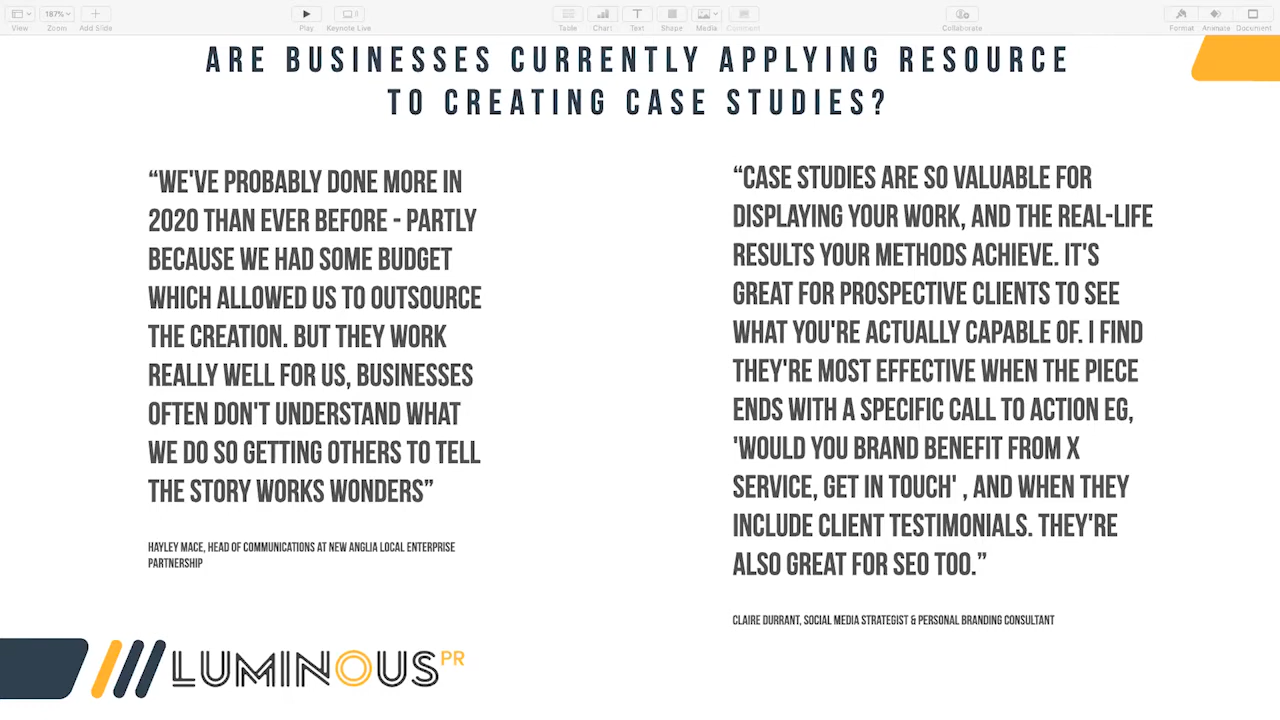 View
187%
Zoom
Add Slide
Play
Keynote Live
Table
Chart
Text
Shape
Media
Comment
Collaborate
Format
Animate
Document
ARE BUSINESSES CURRENTLY APPLYING RESOURCE
TO CREATING CASE STUDIES?
“WE'VE PROBABLY DONE MORE IN
2020 THAN EVER BEFORE - PARTLY
BECAUSE WE HAD SOME BUDGET
WHICH ALLOWED US TO OUTSOURCE
THE CREATION. BUT THEY WORK
REALLY WELL FOR US, BUSINESSES
OFTEN DON'T UNDERSTAND WHAT
WE DO SO GETTING OTHERS TO TELL
THE STORY WORKS WONDERS”
HAYLEY MACE, HEAD OF COMMUNICATIONS AT NEW ANGLIA LOCAL ENTERPRISE
PARTNERSHIP
“CASE STUDIES ARE SO VALUABLE FOR
DISPLAYING YOUR WORK, AND THE REAL-LIFE
RESULTS YOUR METHODS ACHIEVE. IT'S
GREAT FOR PROSPECTIVE CLIENTS TO SEE
WHAT YOU'RE ACTUALLY CAPABLE OF. I FIND
THEY'RE MOST EFFECTIVE WHEN THE PIECE
ENDS WITH A SPECIFIC CALL TO ACTION EG,
'WOULD YOU BRAND BENEFIT FROM X
SERVICE, GET IN TOUCH' , AND WHEN THEY
INCLUDE CLIENT TESTIMONIALS. THEY'RE
ALSO GREAT FOR SEO TOO.”
CLAIRE DURRANT, SOCIAL MEDIA STRATEGIST & PERSONAL BRANDING CONSULTANT
LUMINOUS PR